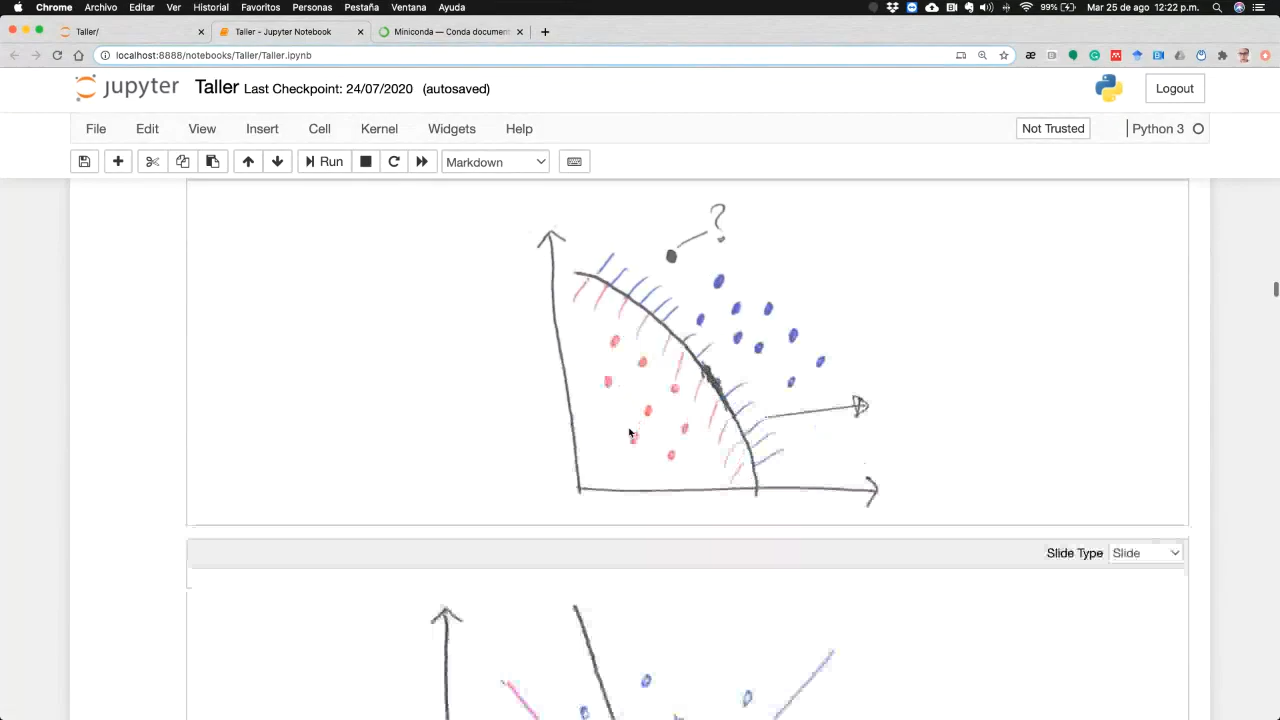 Chrome Archivo Editar Ver Historial Favoritos Personas Pestaña Ventana Ayuda 99% Mar 25 de ago 12:22 p.m.
Taller/ Taller - Jupyter Notebook Miniconda — Conda documen
localhost:8888/notebooks/Taller/Taller.ipynb
jupyter Taller Last Checkpoint: 24/07/2020 (autosaved) Logout
File Edit View Insert Cell Kernel Widgets Help Not Trusted Python 3
Run Markdown
?
Slide Type Slide